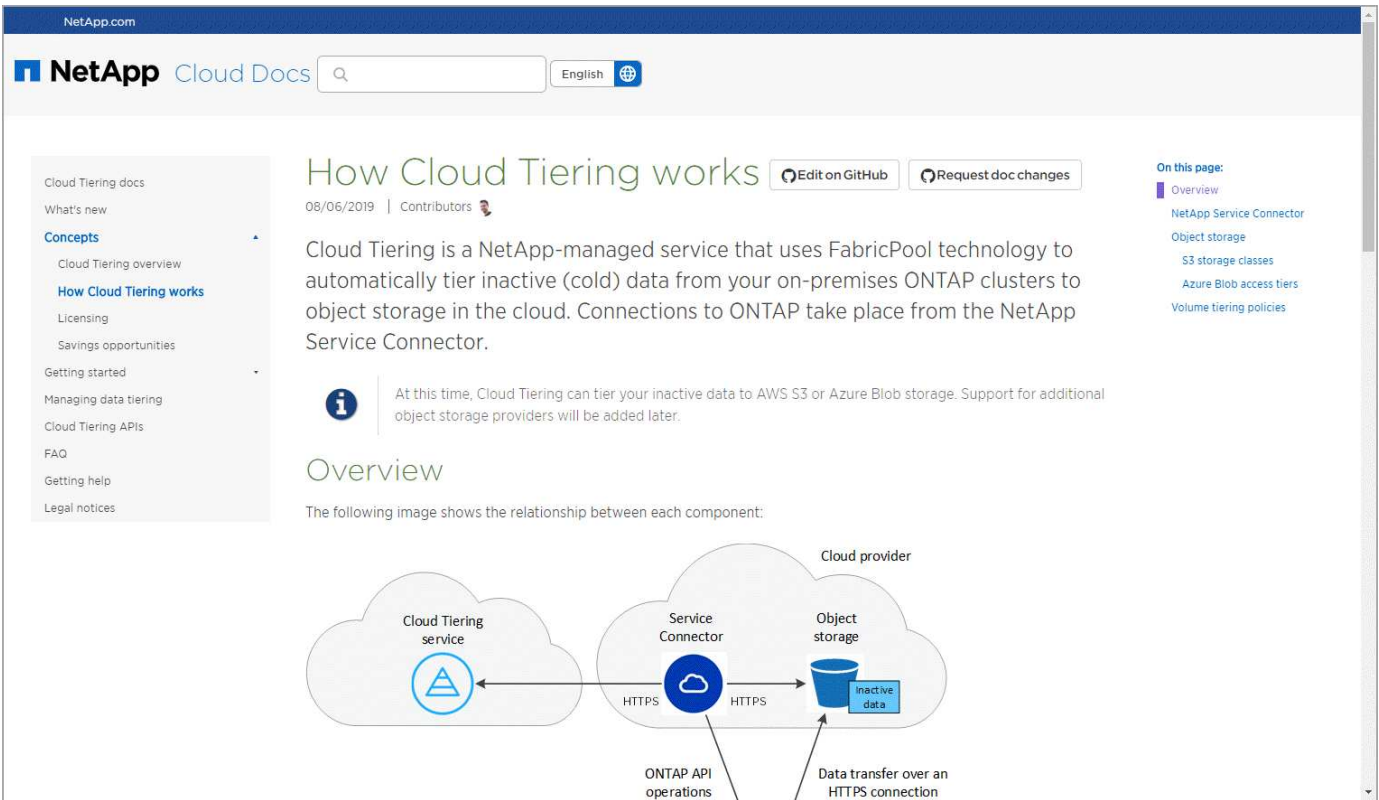 NetApp.com
NetApp Cloud Docs
English
Cloud Tiering docs
What's new
Concepts
Cloud Tiering overview
How Cloud Tiering works
Licensing
Savings opportunities
Getting started
Managing data tiering
Cloud Tiering APIs
FAQ
Getting help
Legal notices
How Cloud Tiering works
Edit on GitHub
Request doc changes
08/06/2019 | Contributors
Cloud Tiering is a NetApp-managed service that uses FabricPool technology to
automatically tier inactive (cold) data from your on-premises ONTAP clusters to
object storage in the cloud. Connections to ONTAP take place from the NetApp
Service Connector.
At this time, Cloud Tiering can tier your inactive data to AWS S3 or Azure Blob storage. Support for additional
object storage providers will be added later.
Overview
The following image shows the relationship between each component:
Cloud provider
Cloud Tiering
service
Service
Connector
Object
storage
Inactive
data
HTTPS
HTTPS
ONTAP API
operations
Data transfer over an
HTTPS connection
On this page:
Overview
NetApp Service Connector
Object storage
S3 storage classes
Azure Blob access tiers
Volume tiering policies